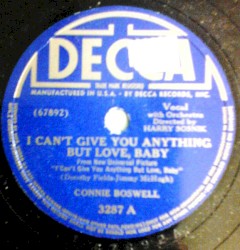 DECCA
MANUFACTURED IN U.S.A. - BY DECCA RECORDS, INC.
(67892)
Vocal
with Orchestra
Directed by
HARRY SOSNIK
I CAN'T GIVE YOU ANYTHING
BUT LOVE, BABY
From New Universal Picture
"I Can't Give You Anything But Love, Baby"
(Dorothy Fields-Jimmy McHugh)
CONNIE BOSWELL
3287 A